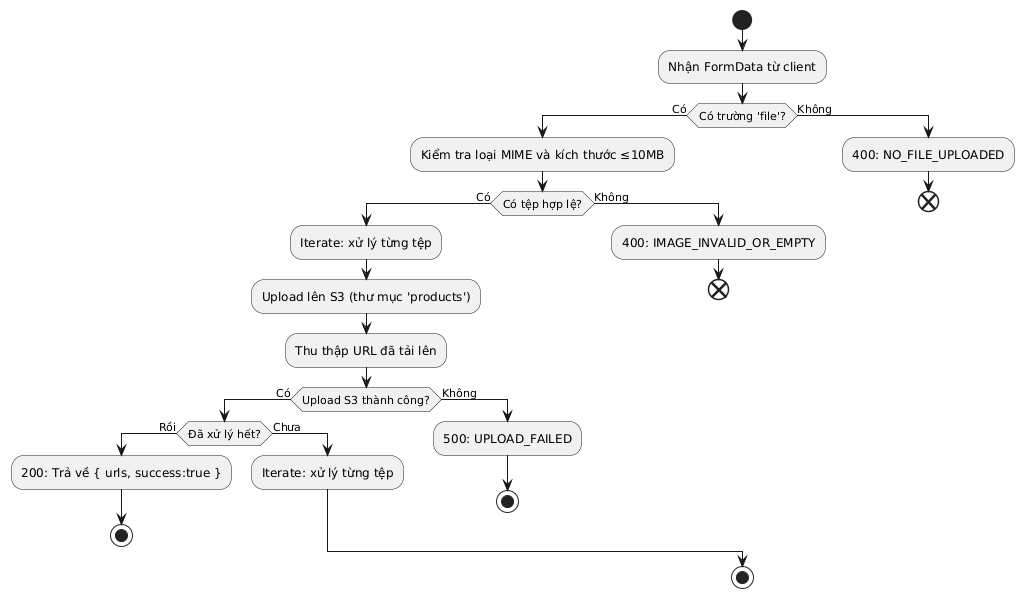 Nhận FormData từ client
Có trường 'file'?
Có
Không
Kiểm tra loại MIME và kích thước ≤10MB
400: NO_FILE_UPLOADED
Có tệp hợp lệ?
Có
Không
Iterate: xử lý từng tệp
400: IMAGE_INVALID_OR_EMPTY
Upload lên S3 (thư mục 'products')
Thu thập URL đã tải lên
Upload S3 thành công?
Có
Không
Đã xử lý hết?
Rồi
Chưa
500: UPLOAD_FAILED
200: Trả về { urls, success:true }
Iterate: xử lý từng tệp